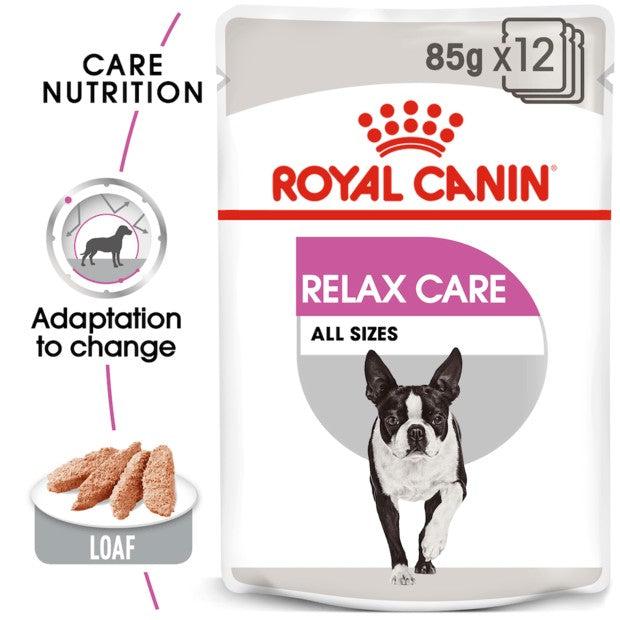 CARE
NUTRITION
Adaptation
to change
LOAF
85g x12
ROYAL CANIN®
RELAX CARE
ALL SIZES